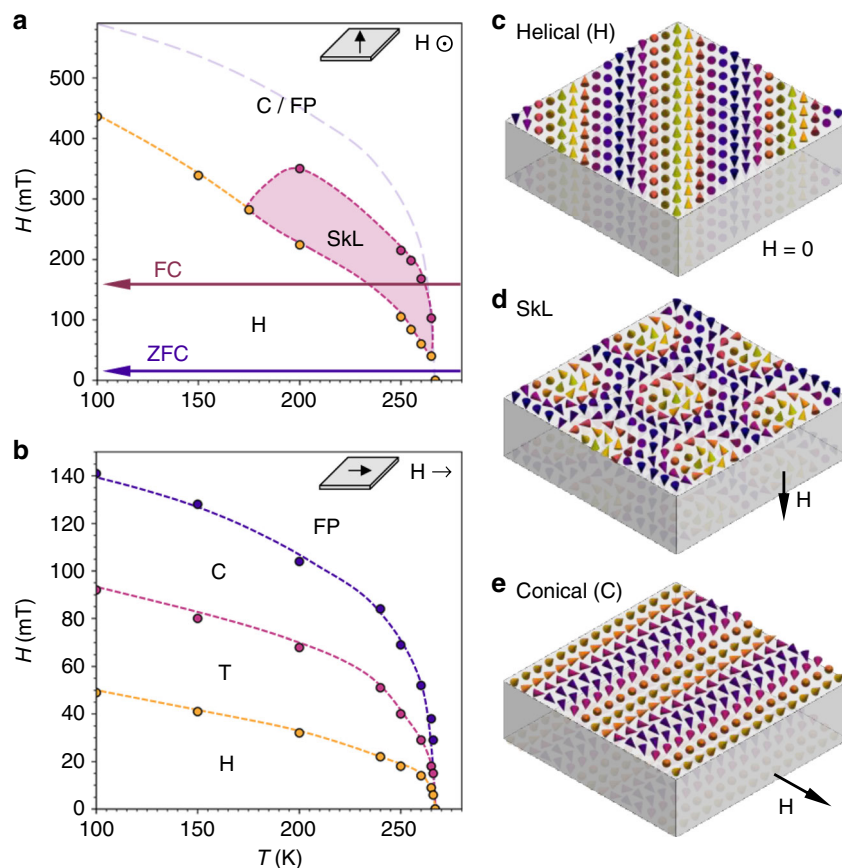 a
H ⊙
500
400
300
200
100
0
H (mT)
C / FP
SkL
FC
H
ZFC
100
150
200
250
b
H →
140
120
100
80
60
40
20
0
H (mT)
FP
C
T
H
100
150
200
250
T (K)
c Helical (H)
H = 0
d SkL
H
e Conical (C)
H